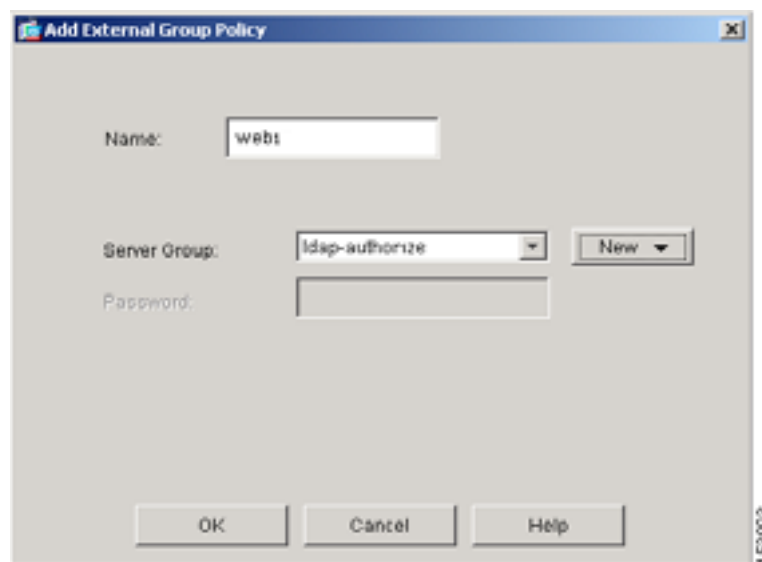 Add External Group Policy
Name:
web1
Server Group:
ldap-authorize
New
Password:
OK
Cancel
Help